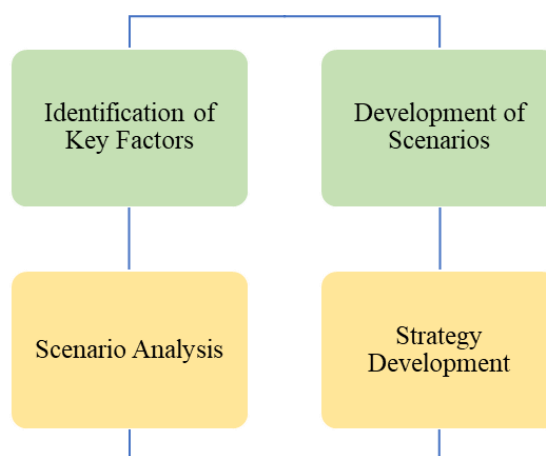 Identification of
Key Factors
Development of
Scenarios
Scenario Analysis
Strategy
Development